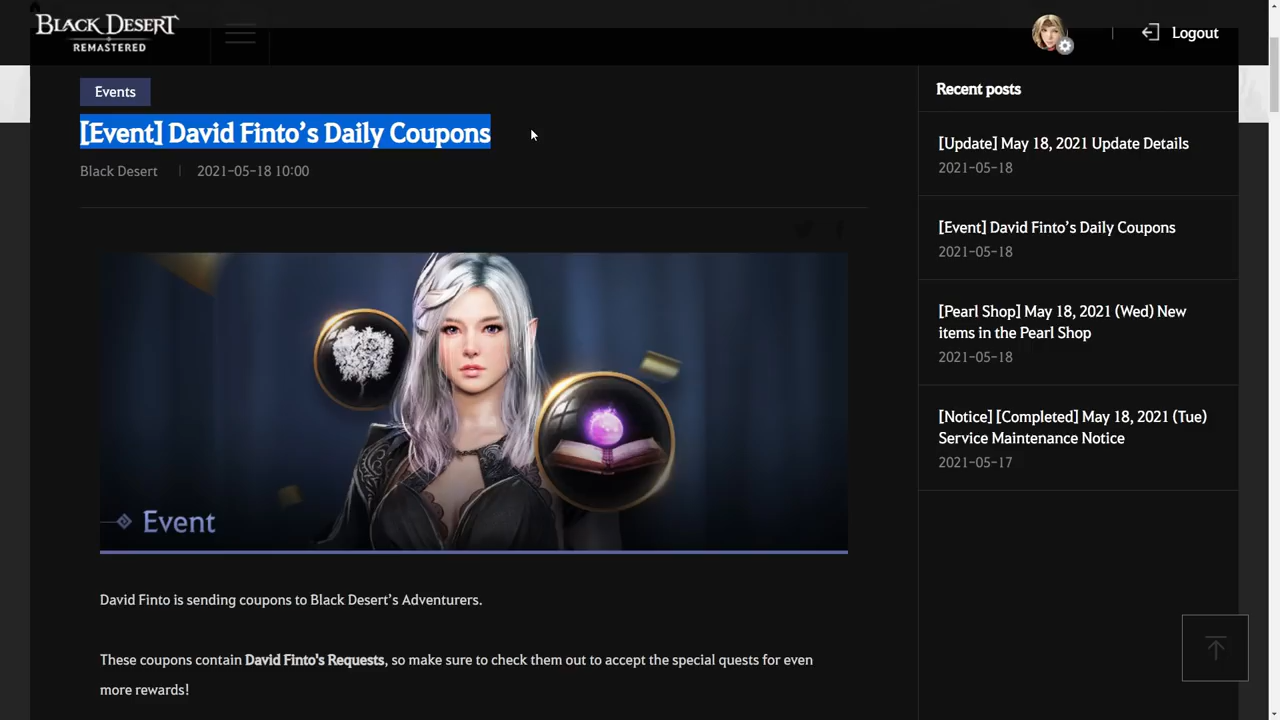 BLACK DESERT
REMASTERED
Logout
Events
[Event] David Finto's Daily Coupons
Black Desert
2021-05-18 10:00
Event
David Finto is sending coupons to Black Desert's Adventurers.
These coupons contain David Finto's Requests, so make sure to check them out to accept the special quests for even
more rewards!
Recent posts
[Update] May 18, 2021 Update Details
2021-05-18
[Event] David Finto's Daily Coupons
2021-05-18
[Pearl Shop] May 18, 2021 (Wed) New
items in the Pearl Shop
2021-05-18
[Notice] [Completed] May 18, 2021 (Tue)
Service Maintenance Notice
2021-05-17